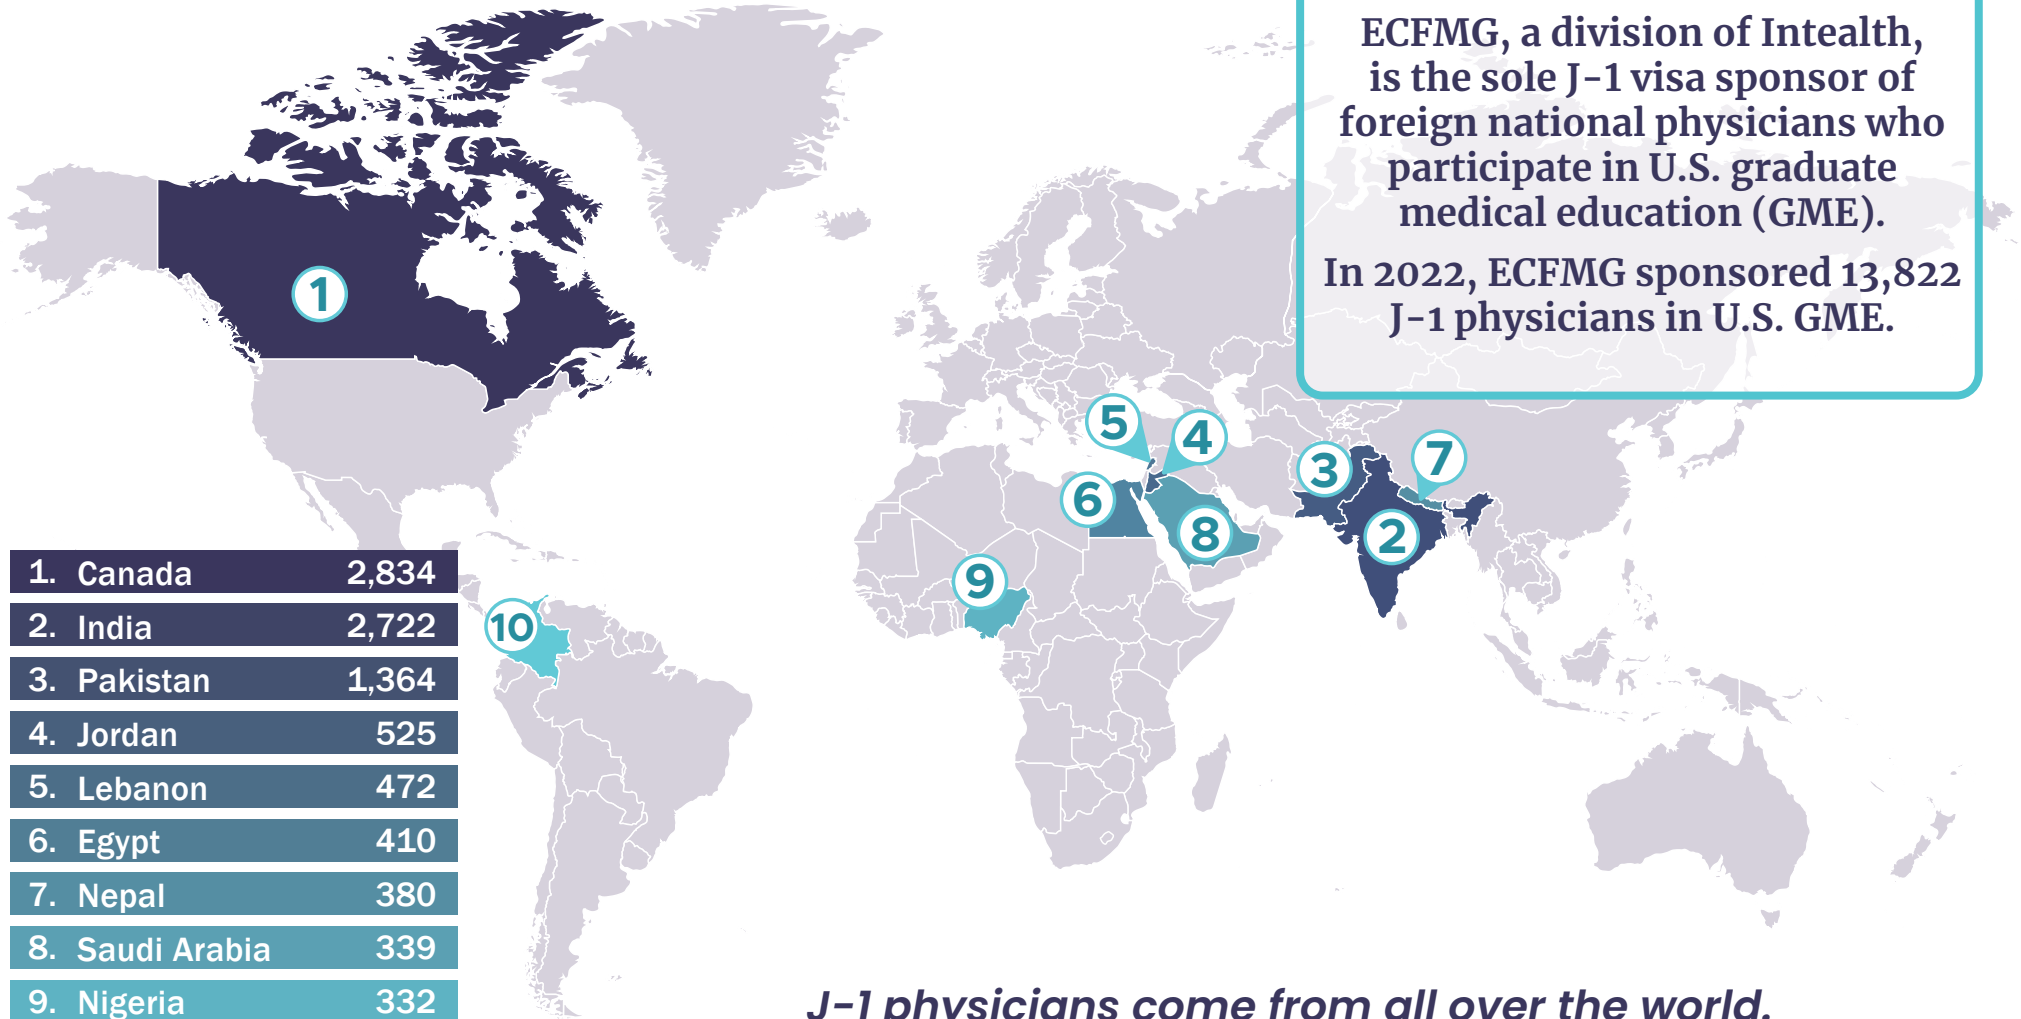 ECFMG, a division of Intealth,
is the sole J-1 visa sponsor of
foreign national physicians who
participate in U.S. graduate
medical education (GME).
In 2022, ECFMG sponsored 13,822
J-1 physicians in U.S. GME.
1
5
4
3
7
6
2
8
9
10
1. Canada 2,834
2. India 2,722
3. Pakistan 1,364
4. Jordan 525
5. Lebanon 472
6. Egypt 410
7. Nepal 380
8. Saudi Arabia 339
9. Nigeria 332
J-1 physicians come from all over the world.